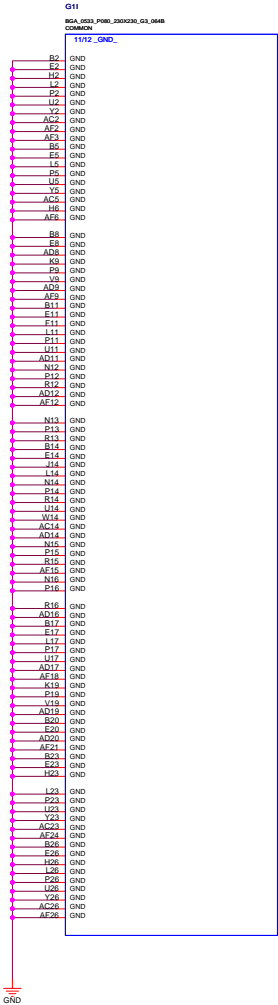 G1I
BGA_0533_P080_230X230_G3_064B
COMMON
11/12 _GND_
B2 GND
E2 GND
H2 GND
L2 GND
P2 GND
U2 GND
Y2 GND
AC2 GND
AF2 GND
AF3 GND
B5 GND
E5 GND
L5 GND
P5 GND
U5 GND
Y5 GND
AC5 GND
H6 GND
AF6 GND
B8 GND
E8 GND
AD8 GND
K9 GND
P9 GND
V9 GND
AD9 GND
AF9 GND
B11 GND
E11 GND
F11 GND
L11 GND
P11 GND
U11 GND
AD11 GND
N12 GND
P12 GND
R12 GND
AD12 GND
AF12 GND
N13 GND
P13 GND
R13 GND
B14 GND
E14 GND
J14 GND
L14 GND
N14 GND
P14 GND
R14 GND
U14 GND
W14 GND
AC14 GND
AD14 GND
N15 GND
P15 GND
R15 GND
AF15 GND
N16 GND
P16 GND
R16 GND
AD16 GND
B17 GND
E17 GND
L17 GND
P17 GND
U17 GND
AD17 GND
AF18 GND
K19 GND
P19 GND
V19 GND
AD19 GND
B20 GND
E20 GND
AD20 GND
AF21 GND
B23 GND
E23 GND
H23 GND
L23 GND
P23 GND
U23 GND
Y23 GND
AC23 GND
AF24 GND
B26 GND
E26 GND
H26 GND
L26 GND
P26 GND
U26 GND
Y26 GND
AC26 GND
AF26 GND
GND